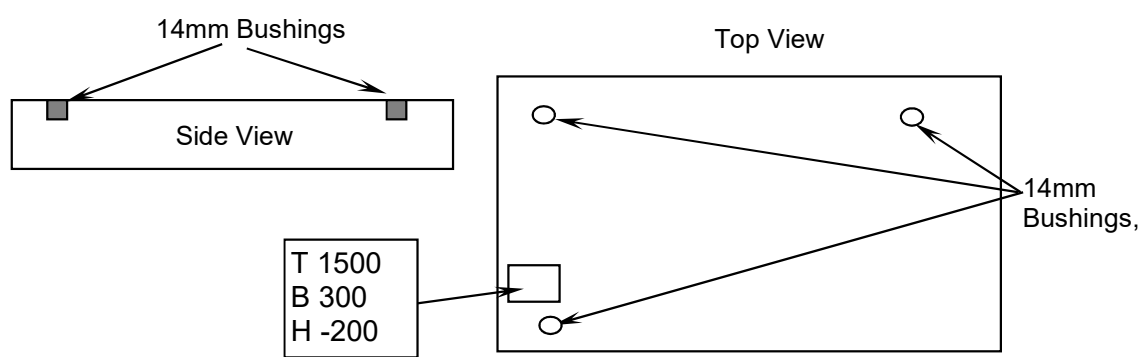 14mm Bushings
Top View
Side View
14mm
Bushings,
T 1500
B 300
H -200